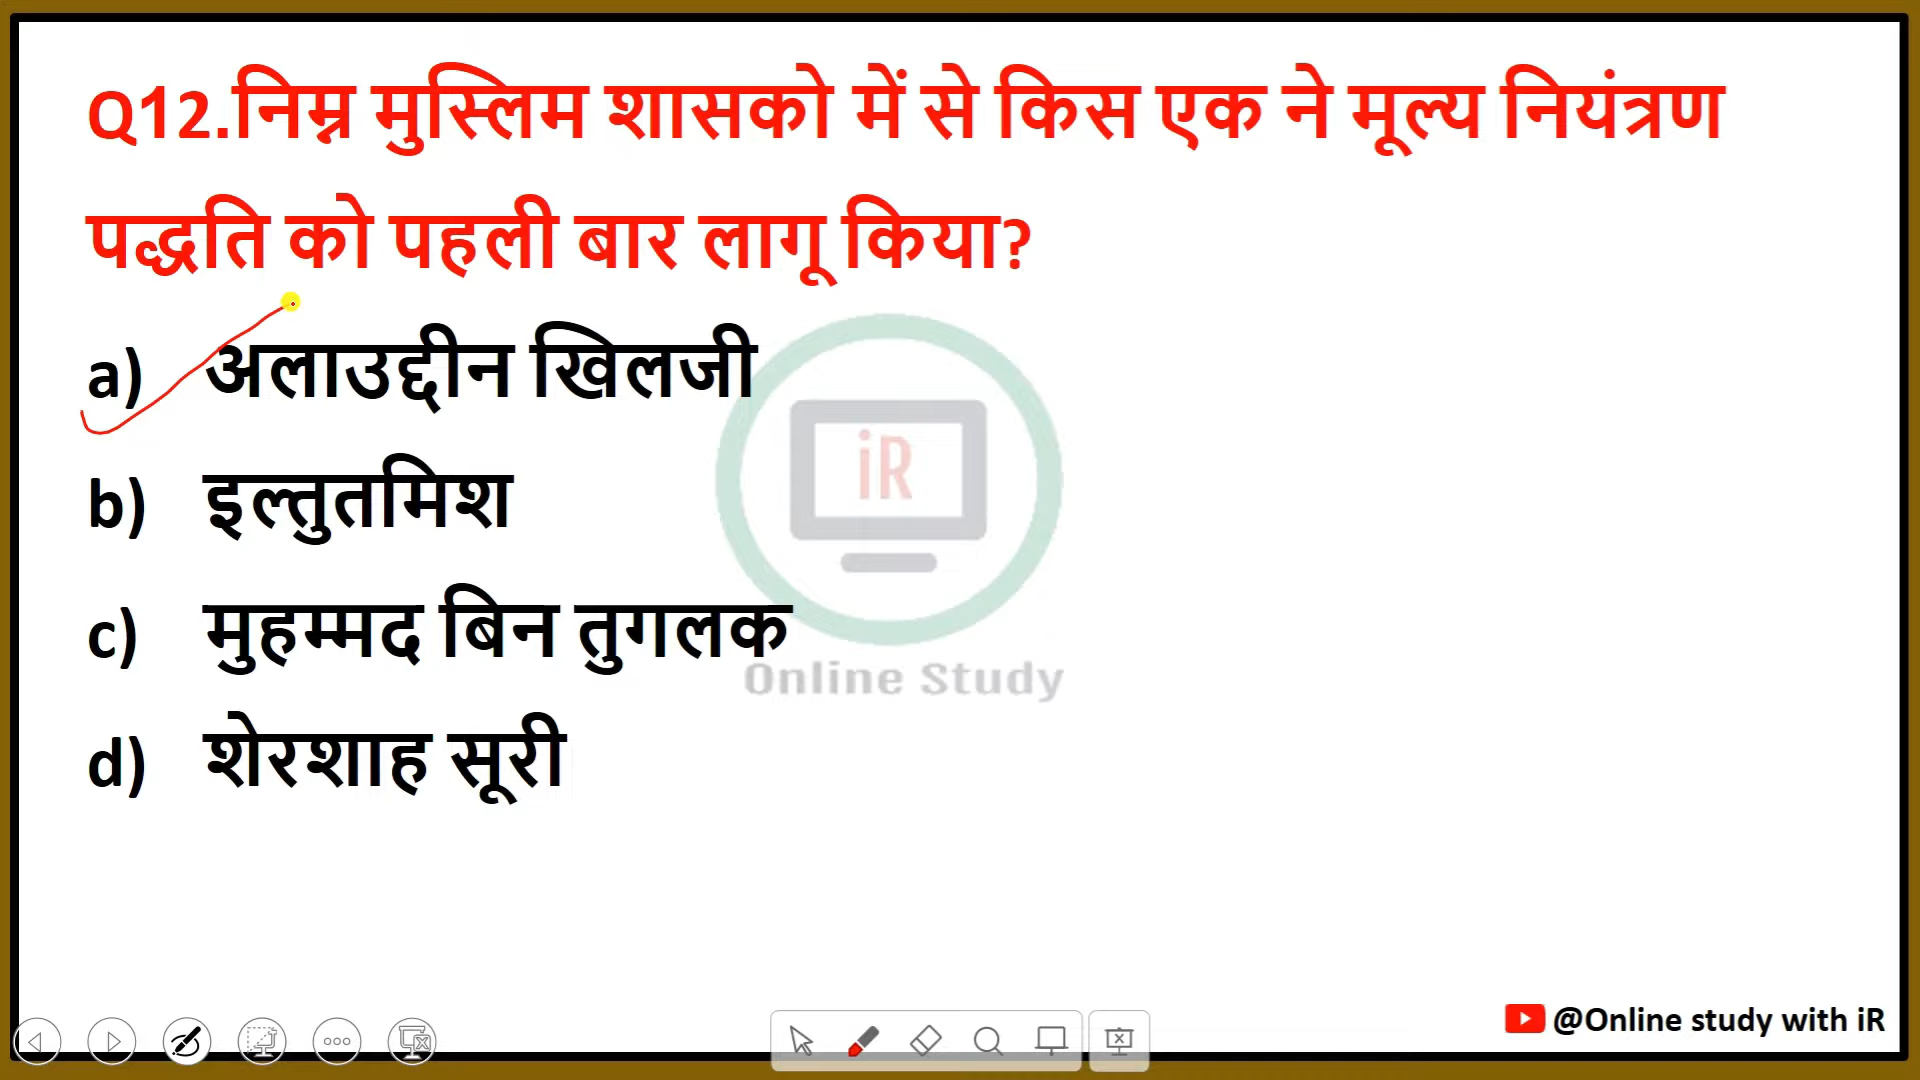 Q12.निम्न मुस्लिम शासको में से किस एक ने मूल्य नियंत्रण
पद्धति को पहली बार लागू किया?
a) अलाउद्दीन खिलजी
b) इल्तुतमिश
c) मुहम्मद बिन तुगलक
d) शेरशाह सूरी
iR
Online Study
@Online study with iR